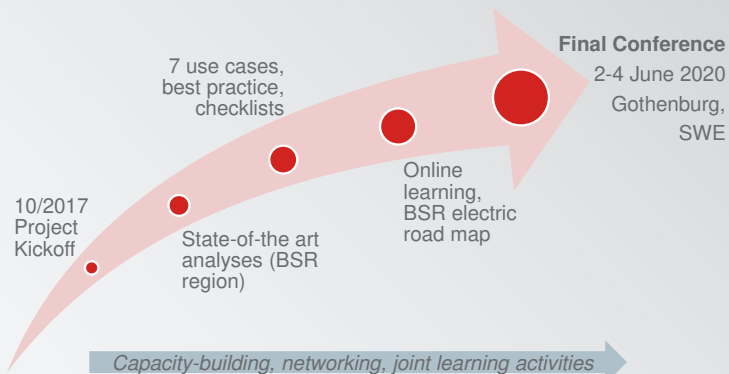 Final Conference
2-4 June 2020
Gothenburg,
SWE
7 use cases,
best practice,
checklists
Online
learning,
BSR electric
road map
10/2017
Project
Kickoff
State-of-the art
analyses (BSR
region)
Capacity-building, networking, joint learning activities